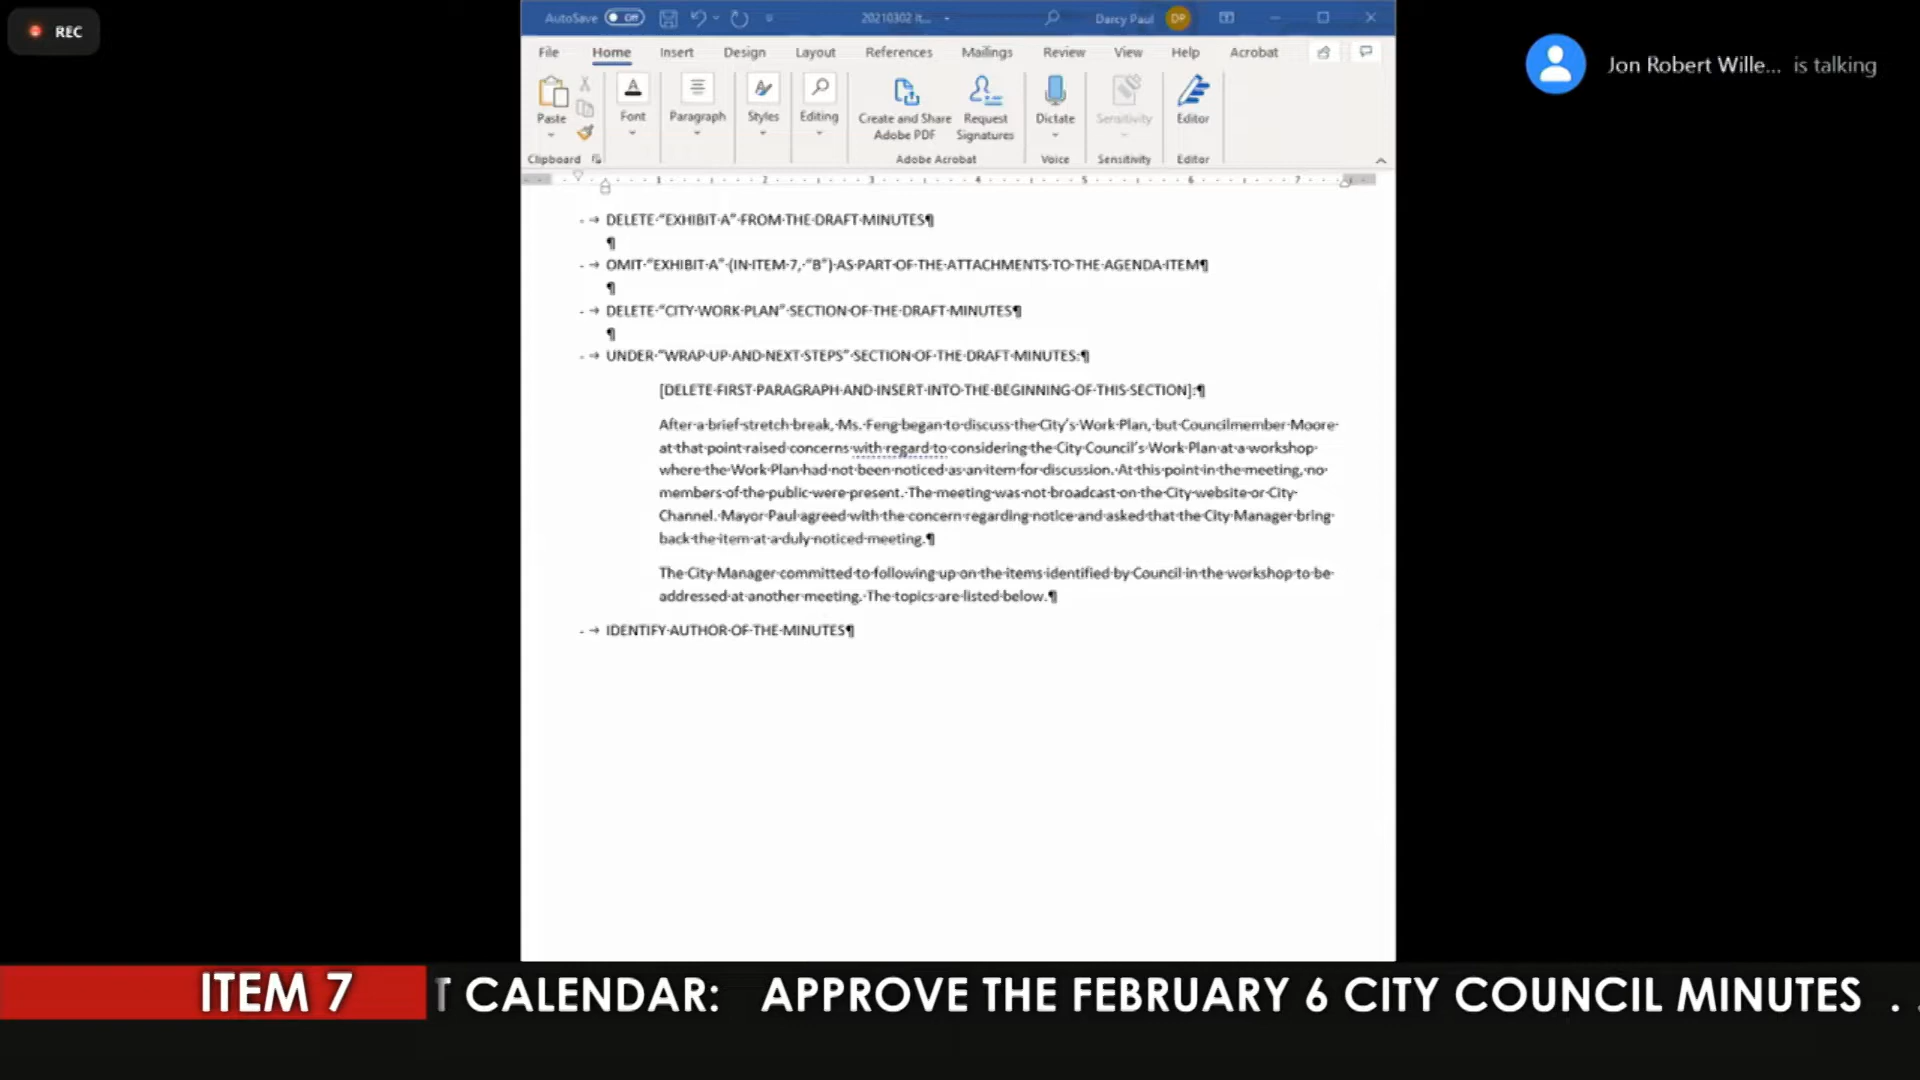 REC
AutoSave Off 20210302 It... Darcy Paul DP
Jon Robert Wille... is talking
File Home Insert Design Layout References Mailings Review View Help Acrobat
Paste Font Paragraph Styles Editing Create and Share Adobe PDF Request Signatures Dictate Sensitivity Editor
Clipboard Adobe Acrobat Voice Sensitivity Editor
1 2 3 4 5 6 7
- → DELETE "EXHIBIT A" FROM THE DRAFT MINUTES¶
¶
- → OMIT "EXHIBIT A" (IN ITEM 7, "B") AS PART OF THE ATTACHMENTS TO THE AGENDA ITEM¶
¶
- → DELETE "CITY WORK PLAN" SECTION OF THE DRAFT MINUTES¶
¶
- → UNDER "WRAP UP AND NEXT STEPS" SECTION OF THE DRAFT MINUTES:¶
[DELETE FIRST PARAGRAPH AND INSERT INTO THE BEGINNING OF THIS SECTION]:¶
After a brief stretch break, Ms. Feng began to discuss the City's Work Plan, but Councilmember Moore
at that point raised concerns with regard to considering the City Council's Work Plan at a workshop
where the Work Plan had not been noticed as an item for discussion. At this point in the meeting, no
members of the public were present. The meeting was not broadcast on the City website or City
Channel. Mayor Paul agreed with the concern regarding notice and asked that the City Manager bring
back the item at a duly noticed meeting.¶
The City Manager committed to following up on the items identified by Council in the workshop to be
addressed at another meeting. The topics are listed below.¶
- → IDENTIFY AUTHOR OF THE MINUTES¶
ITEM 7 T CALENDAR: APPROVE THE FEBRUARY 6 CITY COUNCIL MINUTES . .